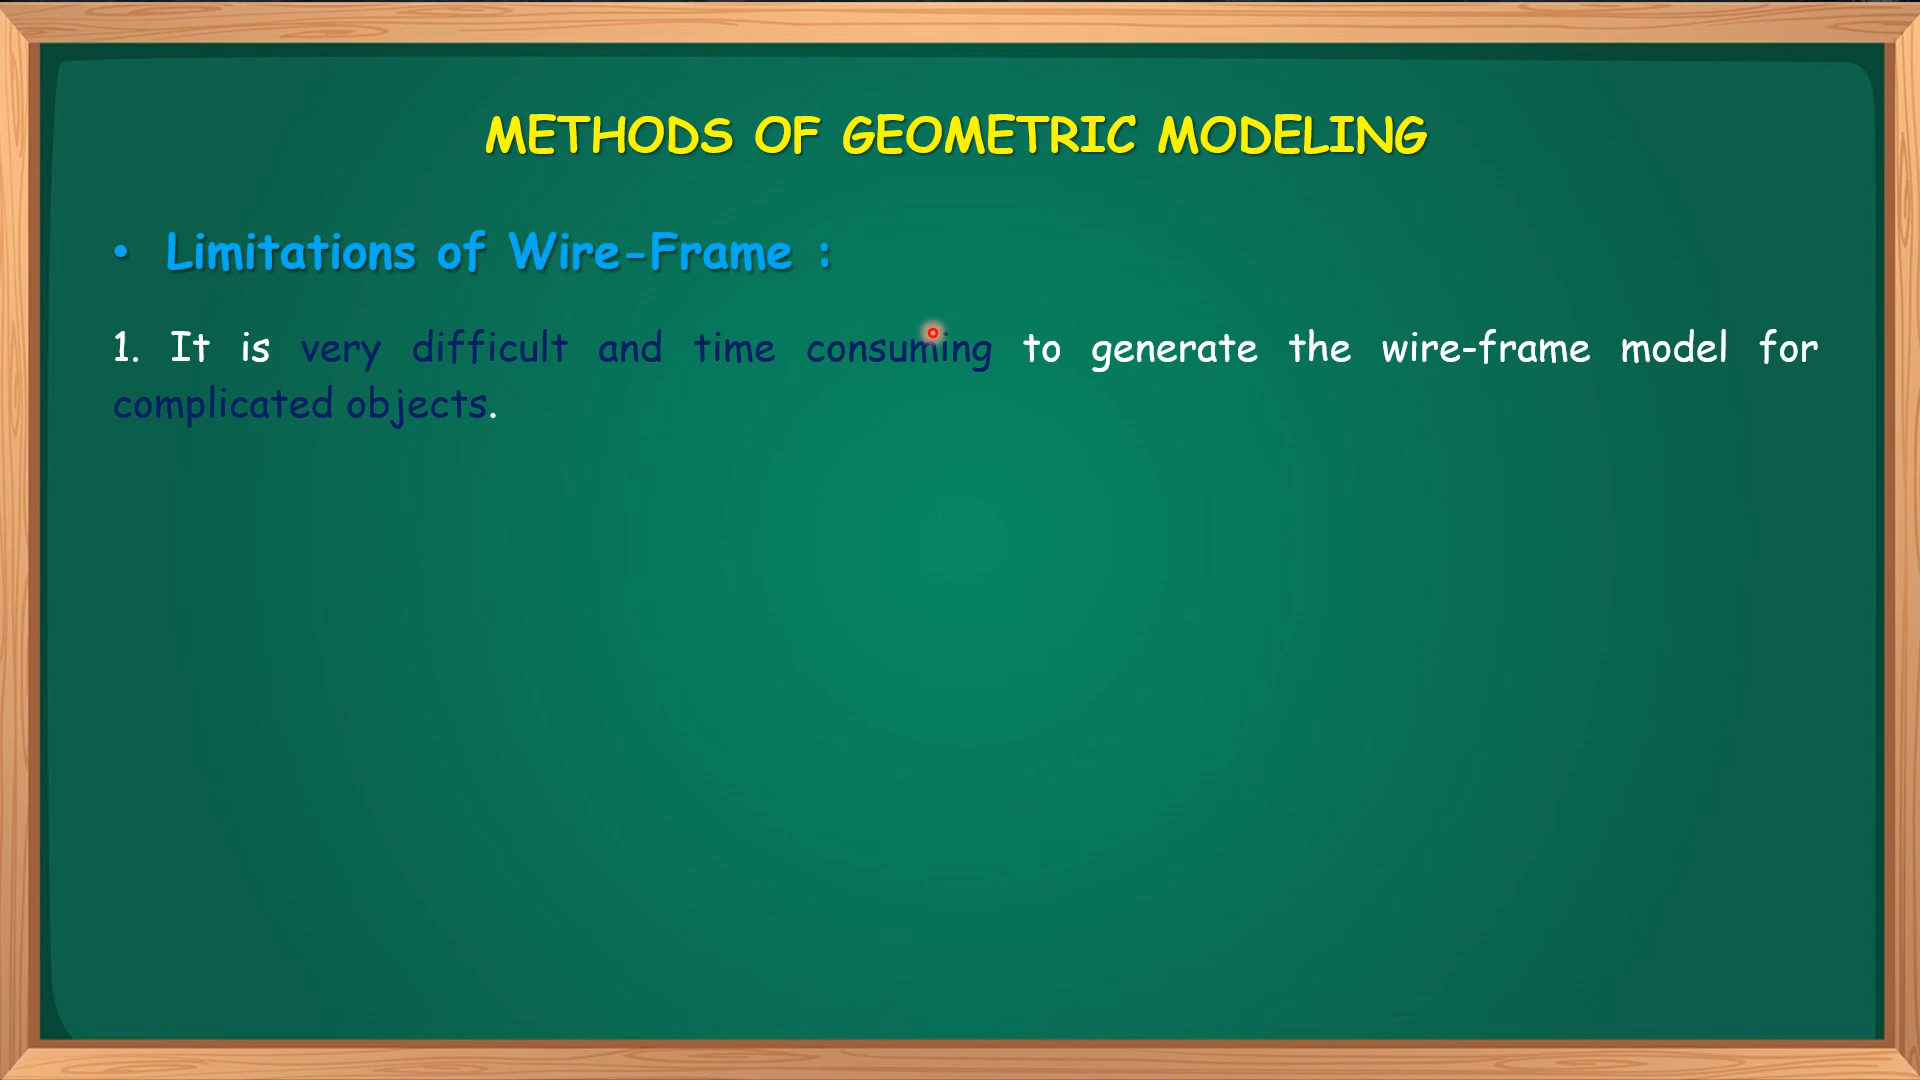 METHODS OF GEOMETRIC MODELING
• Limitations of Wire-Frame :
1. It is very difficult and time consuming to generate the wire-frame model for
complicated objects.